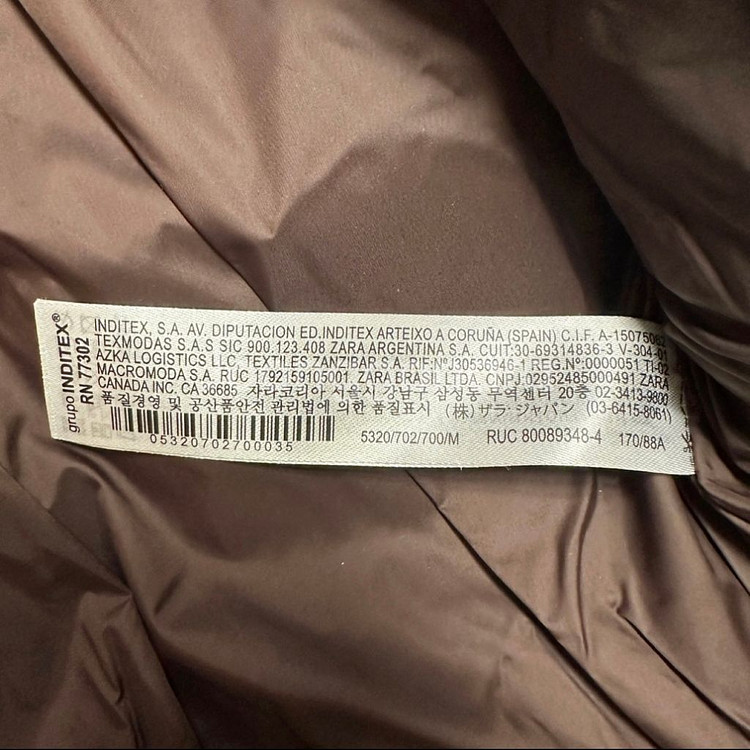 grupo INDITEX®
RN 77302
INDITEX, S.A. AV. DIPUTACION ED.INDITEX ARTEIXO A CORUÑA (SPAIN) C.I.F. A-15075062
TEXMODAS S.A.S SIC 900.123.408 ZARA ARGENTINA S.A. CUIT:30-69314836-3 V-304-01
AZKA LOGISTICS LLC, TEXTILES ZANZIBAR S.A. RIF:Nº J30536946-1 REG.Nº:0000051 TI-02
MACROMODA S.A. RUC 1792159105001. ZARA BRASIL LTDA. CNPJ:02952485000491 ZARA
CANADA INC, CA 36685 자라코리아 서울시 강남구 삼성동 무역센터 20층 02-3413-9800
품질경영 및 공산품안전 관리법에 의한 품질표시 (株) ザラ・ジャパン (03-6415-8061)
05320702700035
5320/702/700/M RUC 80089348-4 170/88A